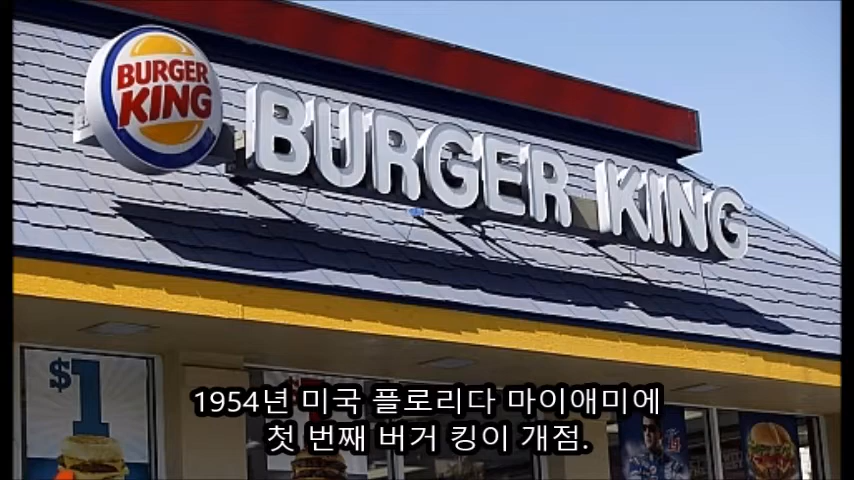 BURGER
KING
BURGER KING
$1
1954년 미국 플로리다 마이애미에
첫 번째 버거 킹이 개점.